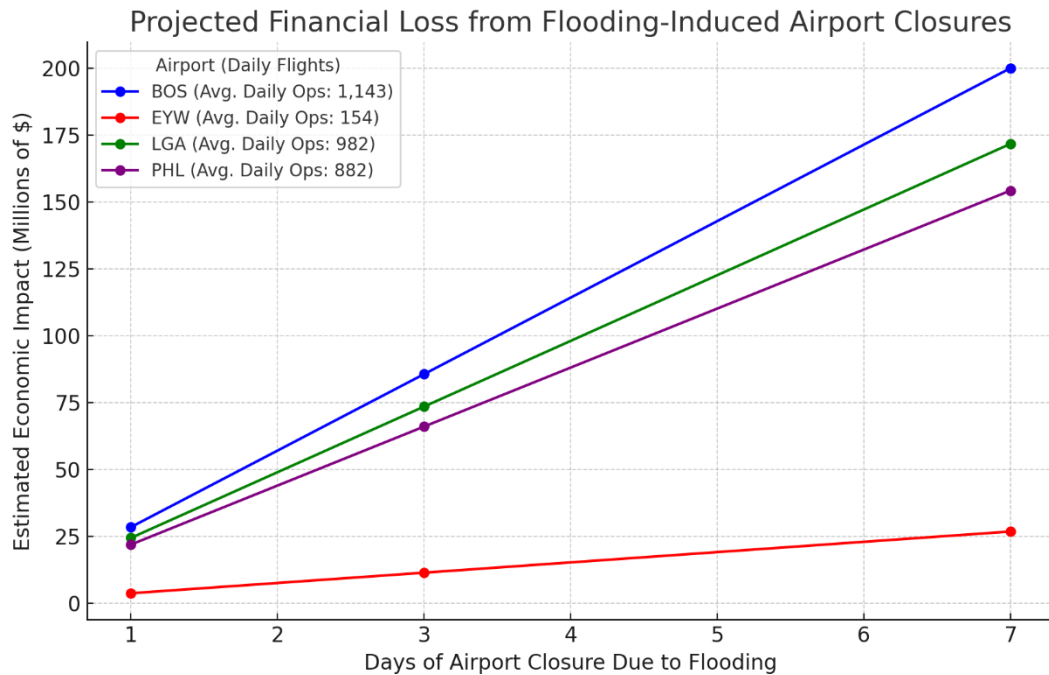 Projected Financial Loss from Flooding-Induced Airport Closures
Airport (Daily Flights)
BOS (Avg. Daily Ops: 1,143)
EYW (Avg. Daily Ops: 154)
LGA (Avg. Daily Ops: 982)
PHL (Avg. Daily Ops: 882)
Estimated Economic Impact (Millions of $)
200
175
150
125
100
75
50
25
0
1 2 3 4 5 6 7
Days of Airport Closure Due to Flooding